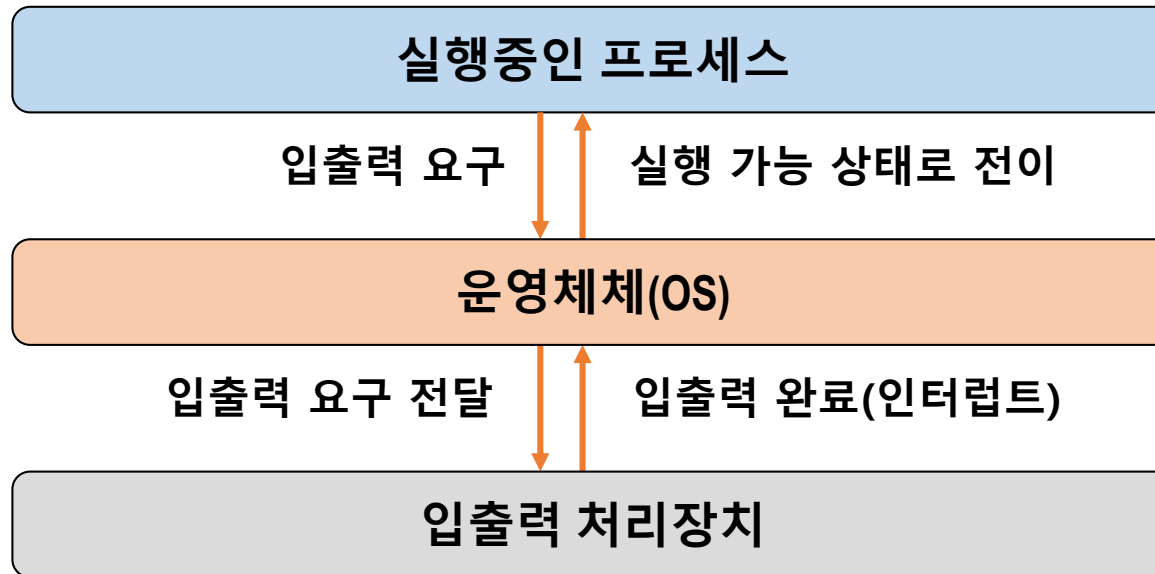 실행중인 프로세스
입출력 요구
실행 가능 상태로 전이
운영체체(OS)
입출력 요구 전달
입출력 완료(인터럽트)
입출력 처리장치